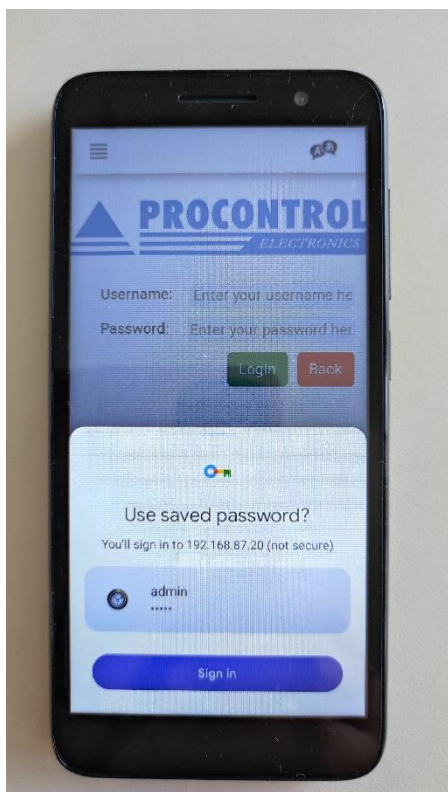 PROCONTROL
ELECTRONICS
Username: Enter your username he
Password: Enter your password her
Login Back
Use saved password?
You'll sign in to 192.168.87.20 (not secure)
admin
•••••
Sign in